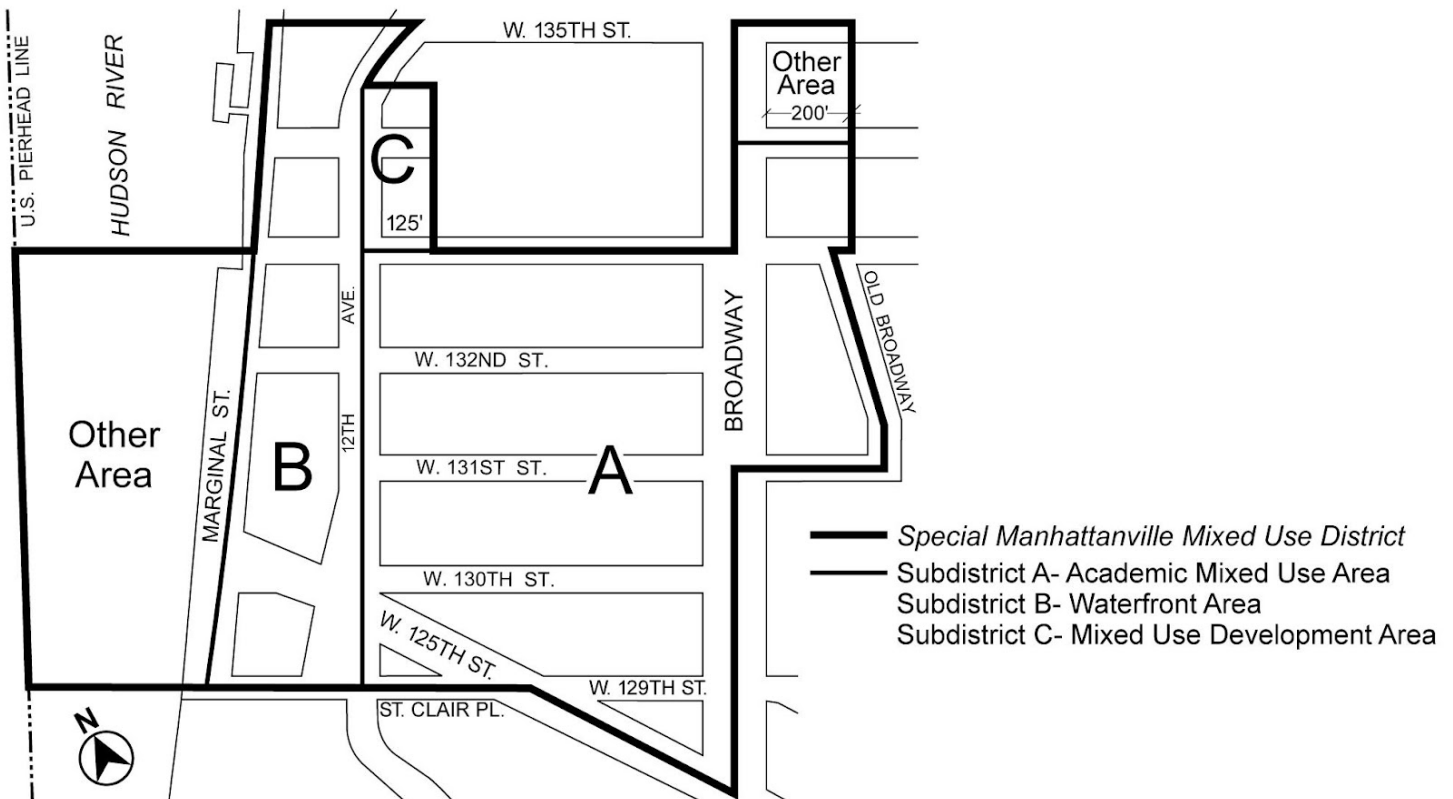 U.S. PIERHEAD LINE
HUDSON RIVER
W. 135TH ST.
Other
Area
200'
C
125'
Other
Area
MARGINAL ST.
B
12TH AVE.
W. 132ND ST.
W. 131ST ST.
A
W. 130TH ST.
W. 125TH ST.
W. 129TH ST.
ST. CLAIR PL.
BROADWAY
OLD BROADWAY
N
Special Manhattanville Mixed Use District
Subdistrict A- Academic Mixed Use Area
Subdistrict B- Waterfront Area
Subdistrict C- Mixed Use Development Area